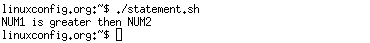 linuxconfig.org:~$ ./statement.sh
NUM1 is greater then NUM2
linuxconfig.org:~$